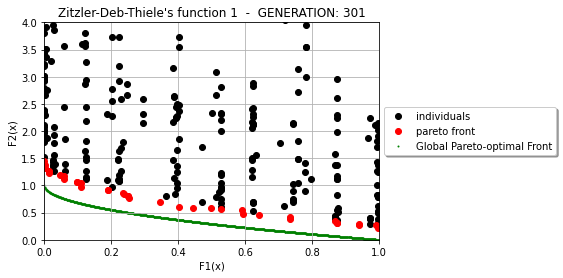 Zitzler-Deb-Thiele's function 1 - GENERATION: 301
4.0
3.5
3.0
2.5
2.0
1.5
1.0
0.5
0.0
F2(x)
0.0 0.2 0.4 0.6 0.8 1.0
F1(x)
individuals
pareto front
Global Pareto-optimal Front